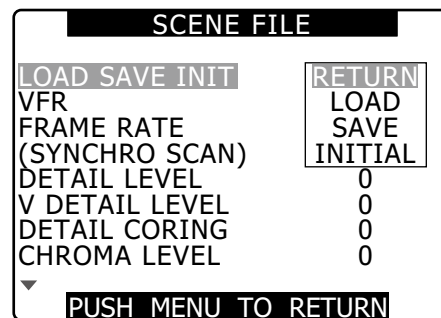 SCENE FILE
LOAD SAVE INIT RETURN
VFR LOAD
FRAME RATE SAVE
(SYNCHRO SCAN) INITIAL
DETAIL LEVEL 0
V DETAIL LEVEL 0
DETAIL CORING 0
CHROMA LEVEL 0
PUSH MENU TO RETURN